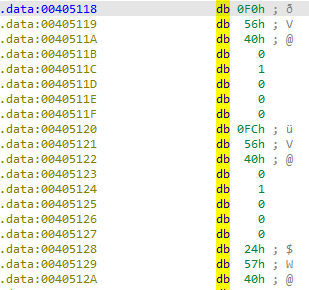 .data:00405118 db 0F0h ; ð
.data:00405119 db 56h ; V
.data:0040511A db 40h ; @
.data:0040511B db 0
.data:0040511C db 1
.data:0040511D db 0
.data:0040511E db 0
.data:0040511F db 0
.data:00405120 db 0FCh ; ü
.data:00405121 db 56h ; V
.data:00405122 db 40h ; @
.data:00405123 db 0
.data:00405124 db 1
.data:00405125 db 0
.data:00405126 db 0
.data:00405127 db 0
.data:00405128 db 24h ; $
.data:00405129 db 57h ; W
.data:0040512A db 40h ; @